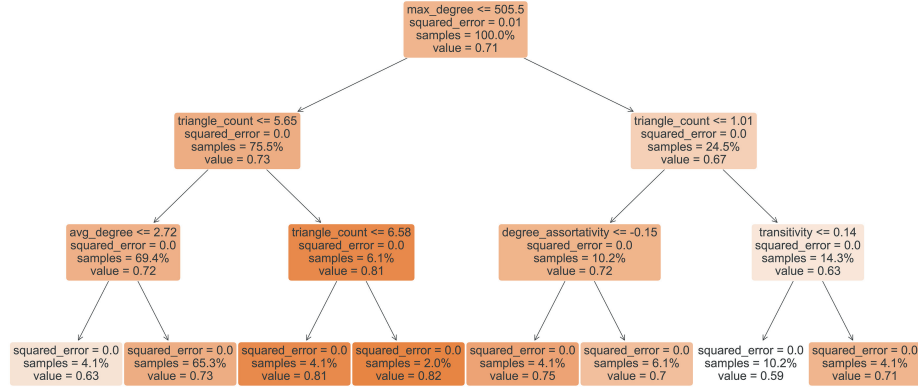 max_degree <= 505.5
squared_error = 0.01
samples = 100.0%
value = 0.71
triangle_count <= 5.65
squared_error = 0.0
samples = 75.5%
value = 0.73
triangle_count <= 1.01
squared_error = 0.0
samples = 24.5%
value = 0.67
avg_degree <= 2.72
squared_error = 0.0
samples = 69.4%
value = 0.72
triangle_count <= 6.58
squared_error = 0.0
samples = 6.1%
value = 0.81
degree_assortativity <= -0.15
squared_error = 0.0
samples = 10.2%
value = 0.72
transitivity <= 0.14
squared_error = 0.0
samples = 14.3%
value = 0.63
squared_error = 0.0
samples = 4.1%
value = 0.63
squared_error = 0.0
samples = 65.3%
value = 0.73
squared_error = 0.0
samples = 4.1%
value = 0.81
squared_error = 0.0
samples = 2.0%
value = 0.82
squared_error = 0.0
samples = 4.1%
value = 0.75
squared_error = 0.0
samples = 6.1%
value = 0.7
squared_error = 0.0
samples = 10.2%
value = 0.59
squared_error = 0.0
samples = 4.1%
value = 0.71